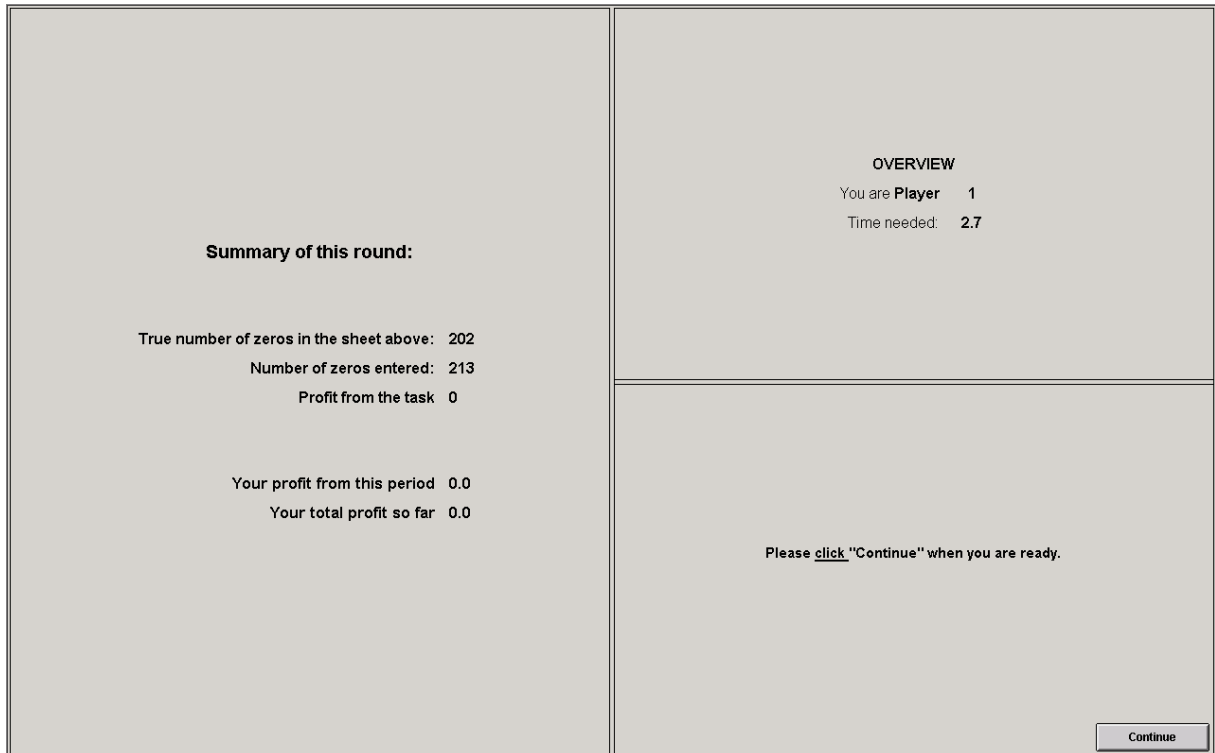 Summary of this round:
True number of zeros in the sheet above: 202
Number of zeros entered: 213
Profit from the task 0
Your profit from this period 0.0
Your total profit so far 0.0
OVERVIEW
You are Player 1
Time needed: 2.7
Please click "Continue" when you are ready.
Continue